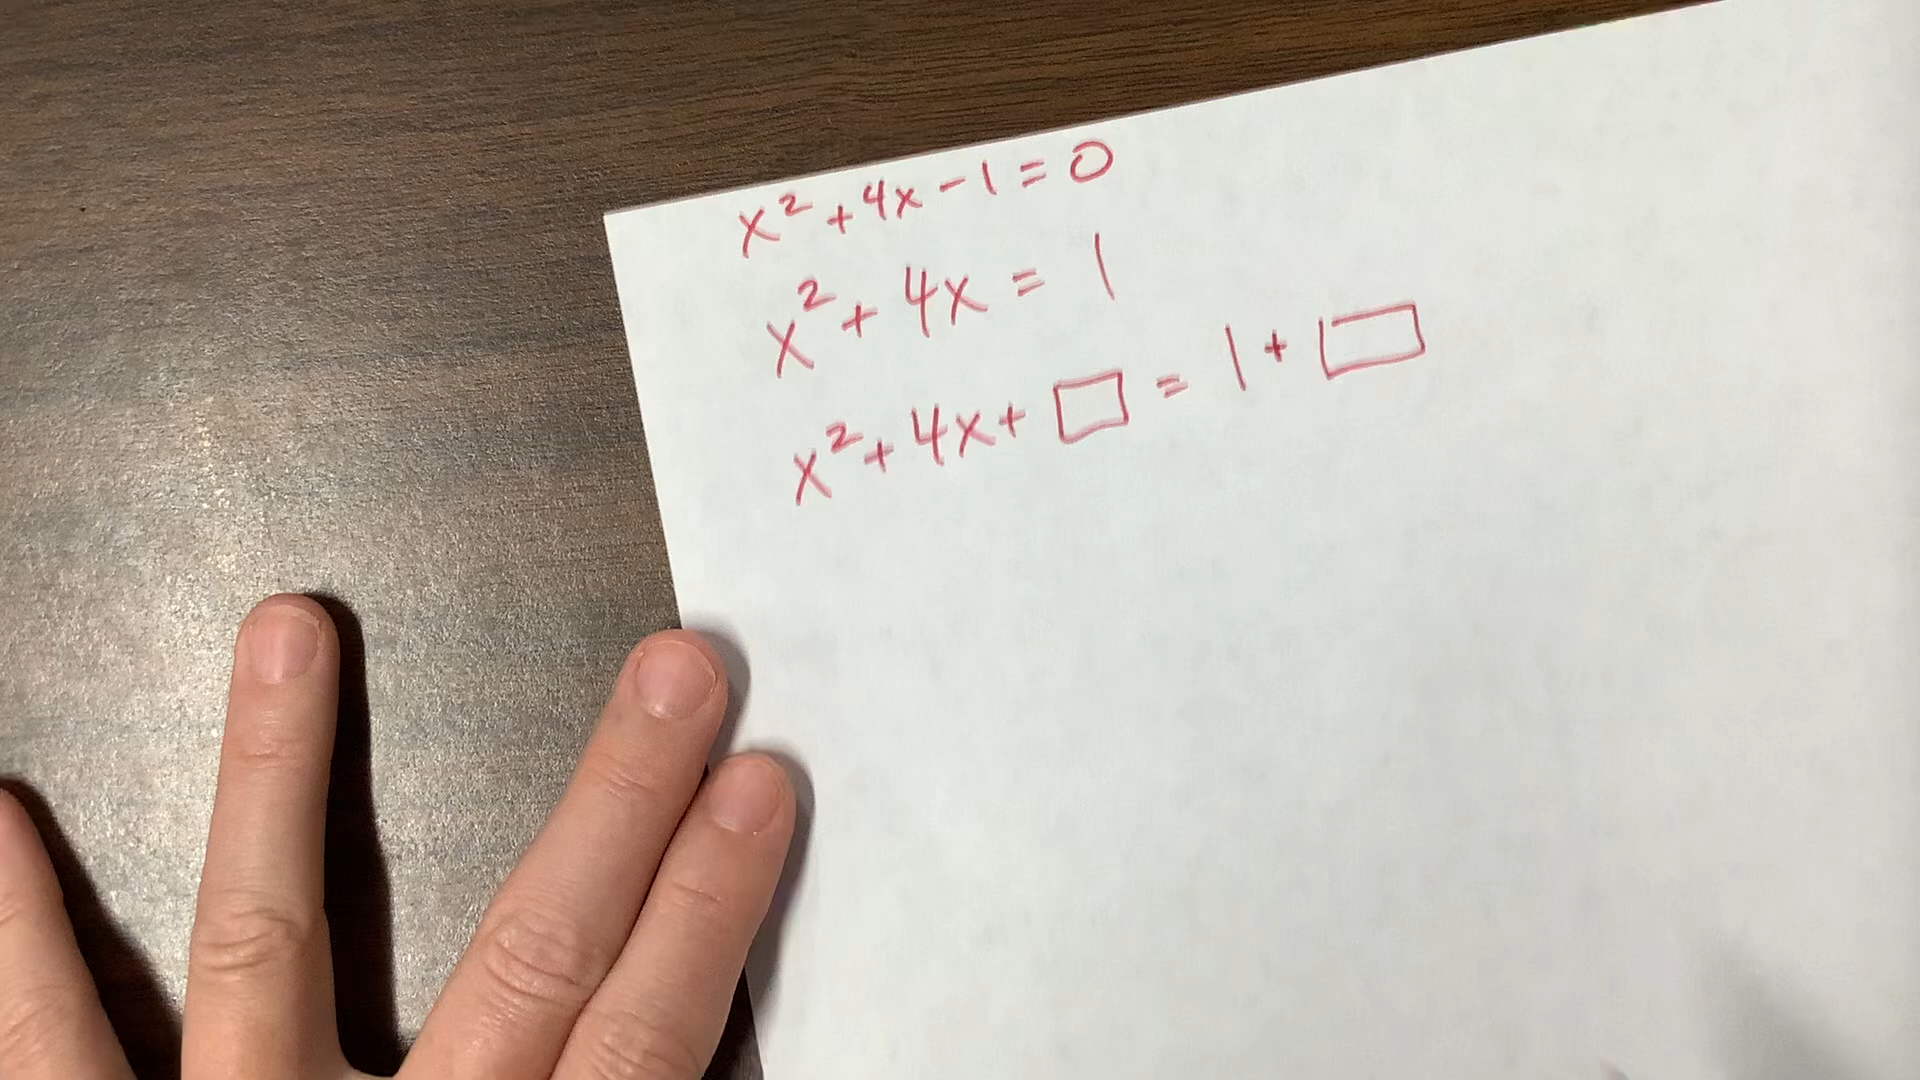 x² + 4x - 1 = 0
x² + 4x = 1
x² + 4x + □ = 1 + □